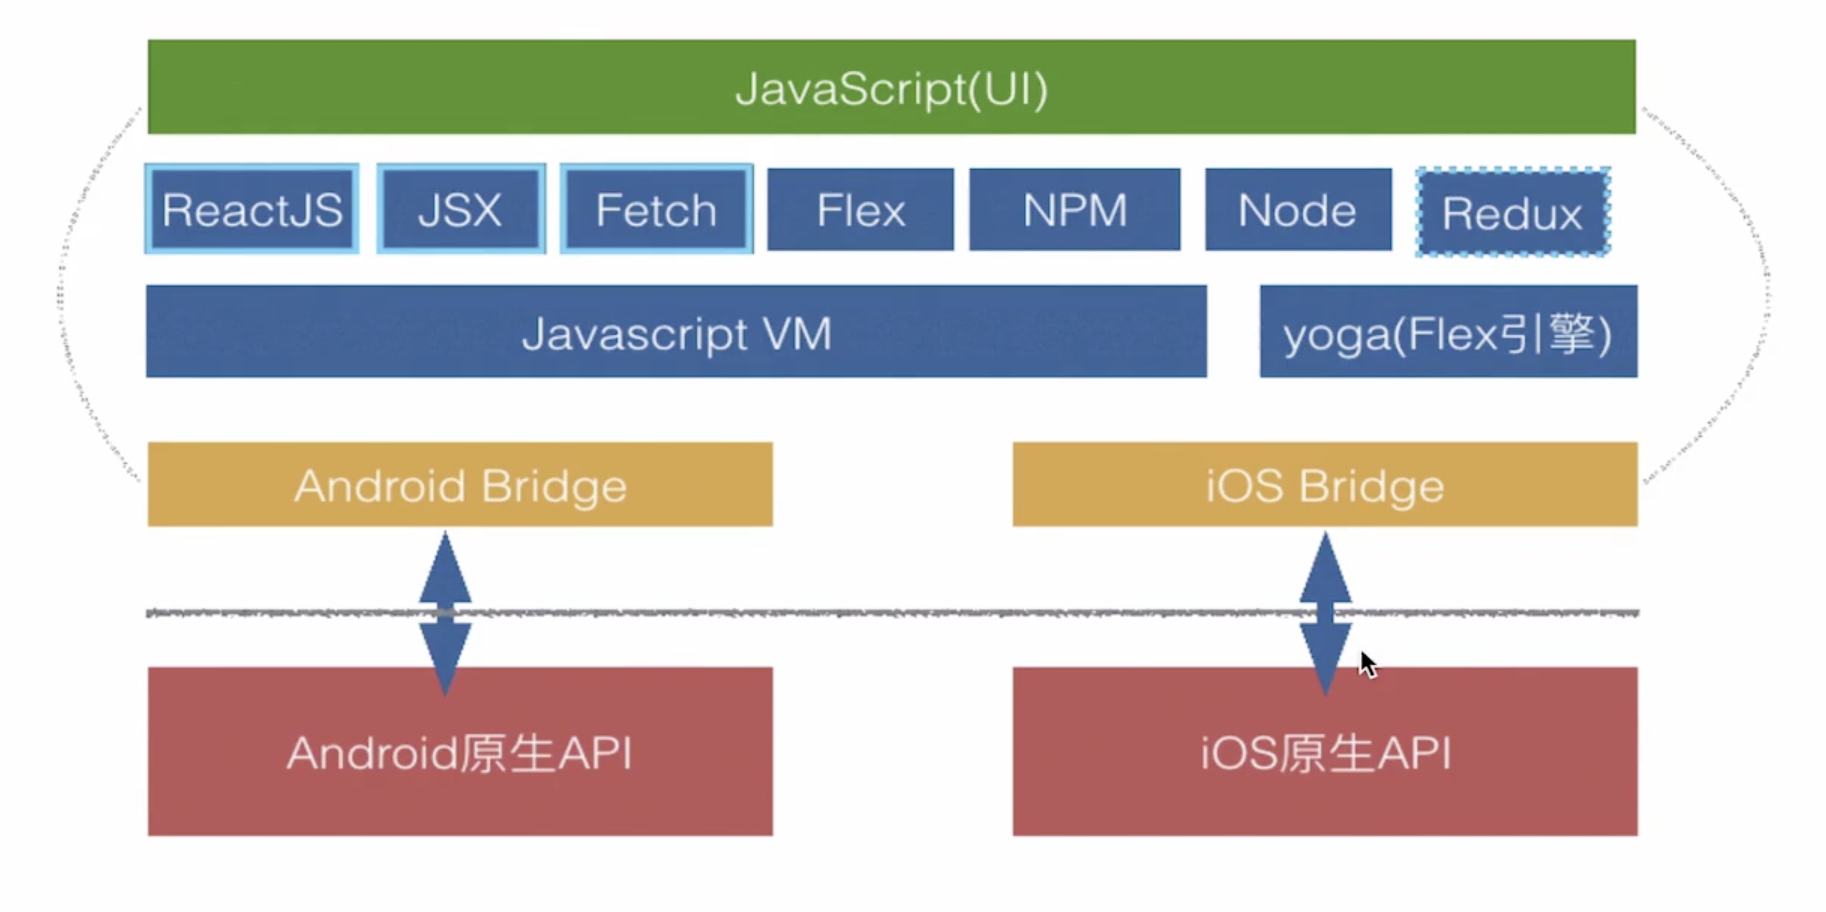 JavaScript(UI)
ReactJS
JSX
Fetch
Flex
NPM
Node
Redux
Javascript VM
yoga(Flex引擎)
Android Bridge
iOS Bridge
Android原生API
iOS原生API